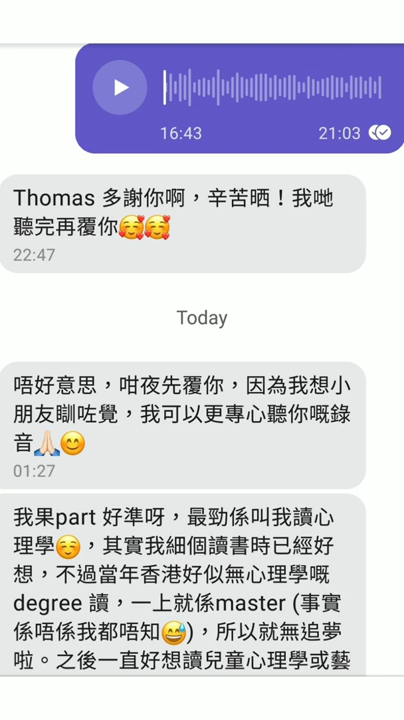 16:43 21:03
Thomas 多謝你啊，辛苦晒！我哋
聽完再覆你🥰🥰
22:47
Today
唔好意思，咁夜先覆你，因為我想小
朋友瞓咗覺，我可以更專心聽你嘅錄
音🙏🏻😊
01:27
我果part 好準呀，最勁係叫我讀心
理學☺️，其實我細個讀書時已經好
想，不過當年香港好似無心理學嘅
degree 讀，一上就係master (事實
係唔係我都唔知😅)，所以就無追夢
啦。之後一直好想讀兒童心理學或藝